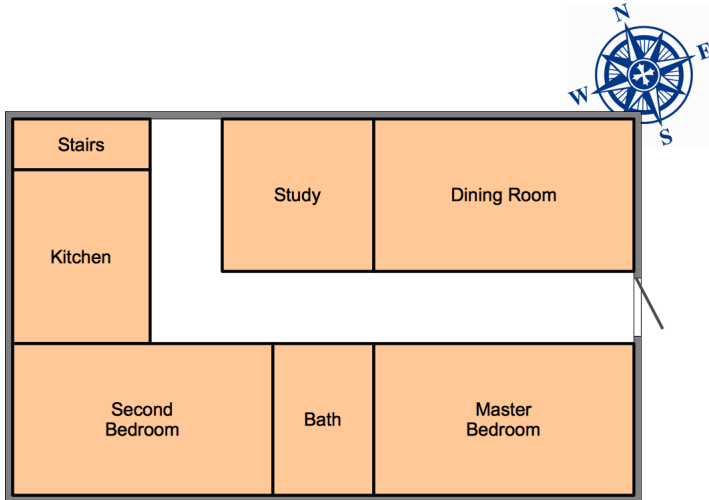 N
E
W
S
Stairs
Study
Dining Room
Kitchen
Second
Bedroom
Bath
Master
Bedroom